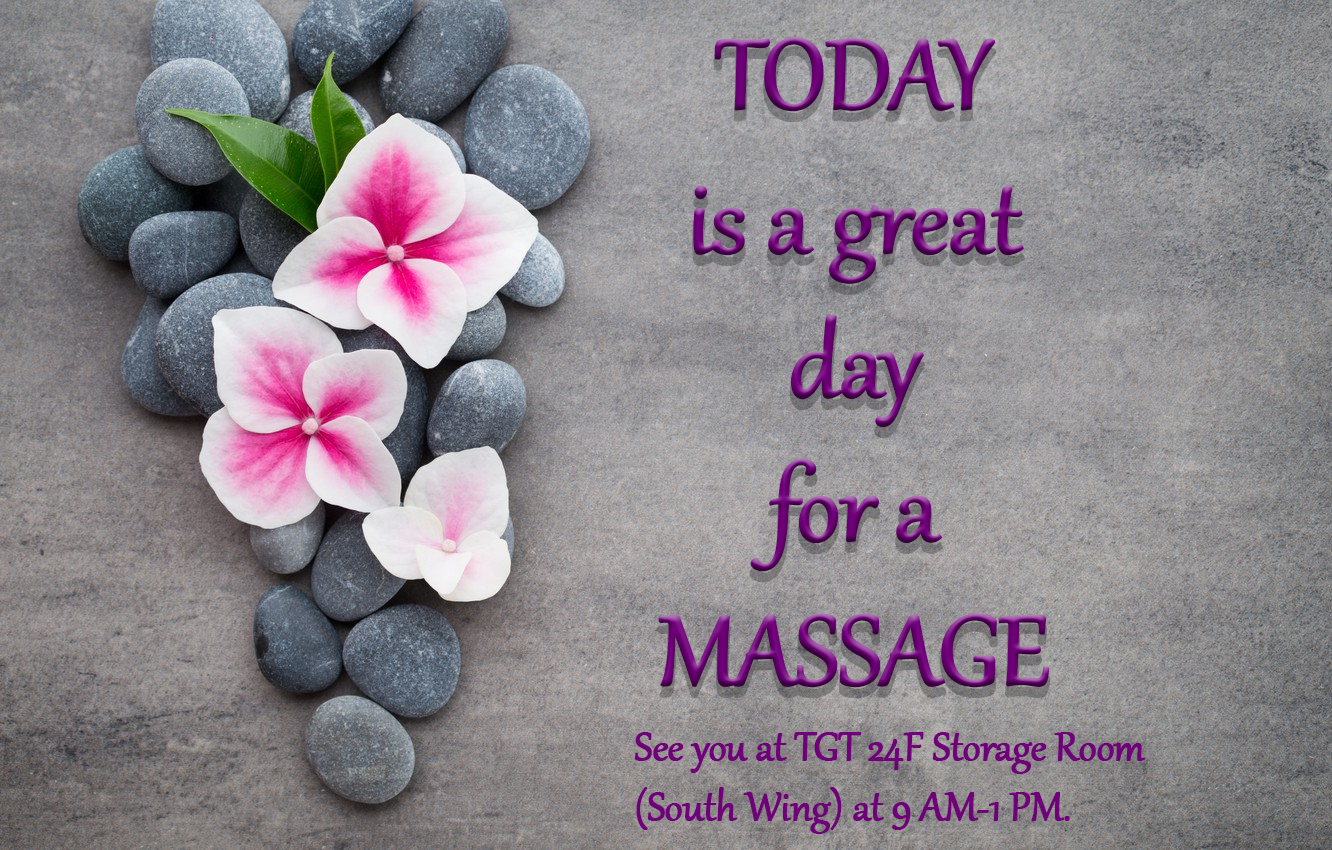 TODAY
is a great
day
for a
MASSAGE
See you at TGT 24F Storage Room
(South Wing) at 9 AM-1 PM.